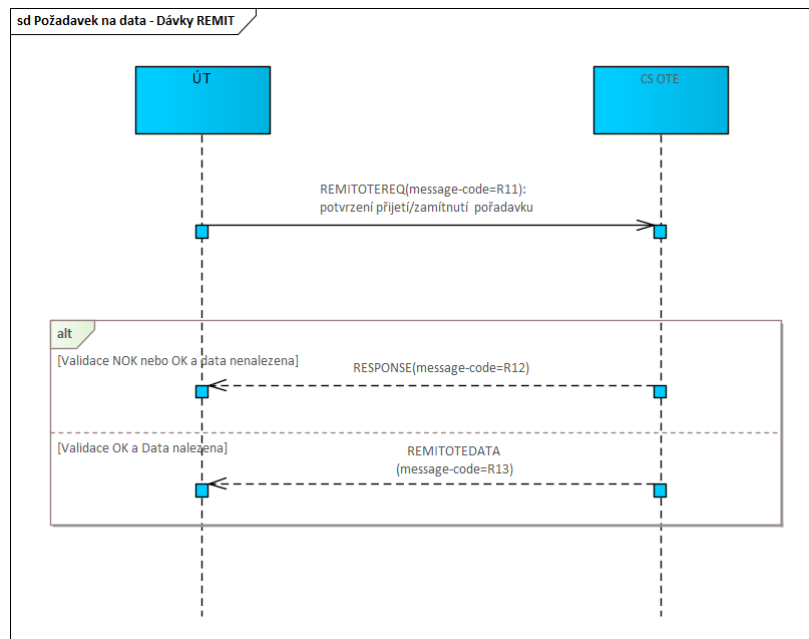 sd Požadavek na data - Dávky REMIT
ÚT
CS OTE
REMITOTEREQ(message-code=R11):
potvrzení přijetí/zamítnutí pořadavku
alt
[Validace NOK nebo OK a data nenalezena]
RESPONSE(message-code=R12)
[Validace OK a Data nalezena]
REMITOTEDATA
(message-code=R13)